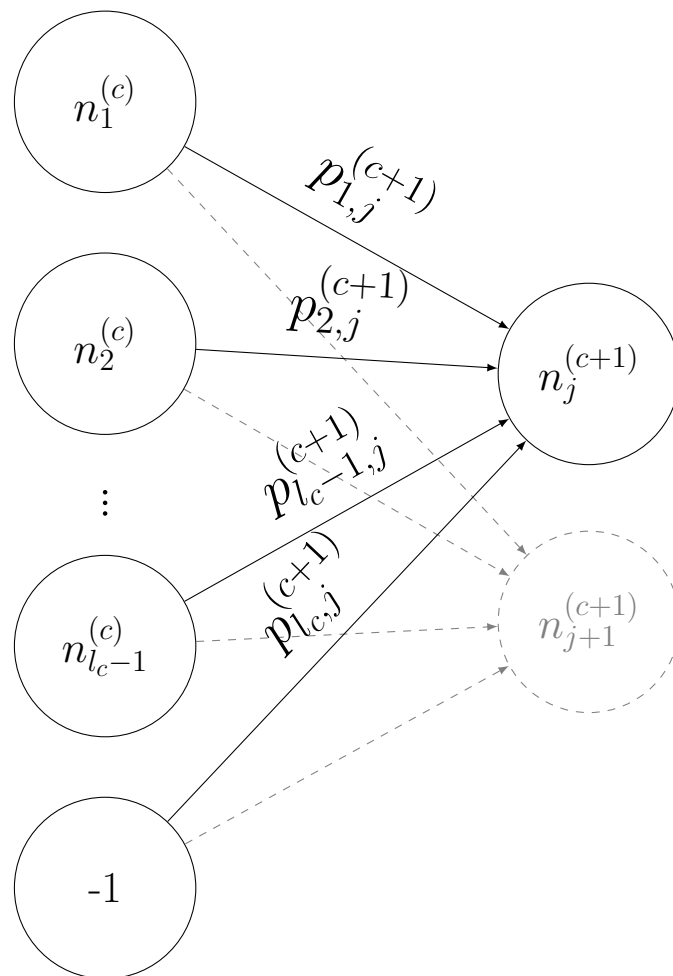 n_1^{(c)}
p_{1,j}^{(c+1)}
p_{2,j}^{(c+1)}
n_2^{(c)}
n_j^{(c+1)}
p_{l_c-1,j}^{(c+1)}
⋮
p_{l_c,j}^{(c+1)}
n_{l_c-1}^{(c)}
n_{j+1}^{(c+1)}
-1